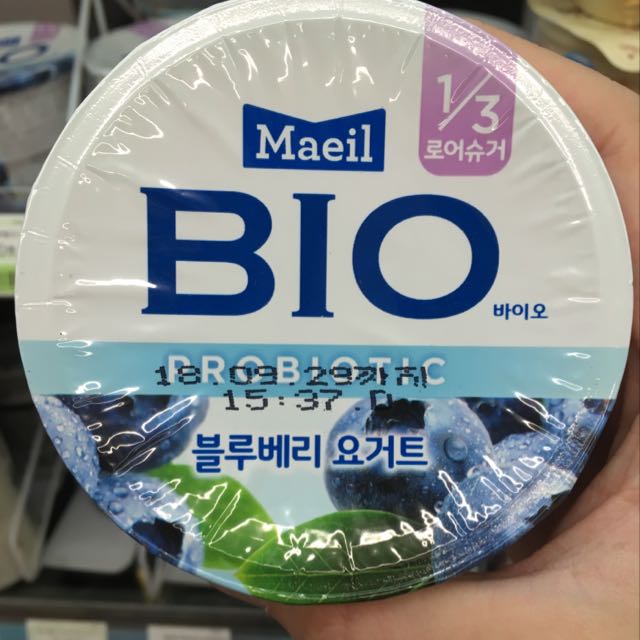 Maeil
1/3
로어슈거
BIO
바이오
PROBIOTIC
18.09.29까지
15:37 D
블루베리 요거트